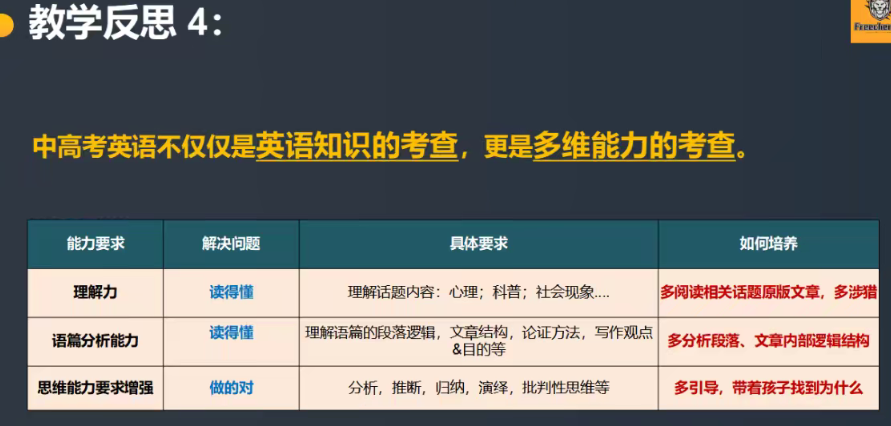 教学反思 4：
中高考英语不仅仅是英语知识的考查，更是多维能力的考查。
能力要求 解决问题 具体要求 如何培养
理解力 读得懂 理解话题内容：心理；科普；社会现象.... 多阅读相关话题原版文章，多涉猎
语篇分析能力 读得懂 理解语篇的段落逻辑，文章结构，论证方法，写作观点
&目的等 多分析段落、文章内部逻辑结构
思维能力要求增强 做的对 分析，推断，归纳，演绎，批判性思维等 多引导，带着孩子找到为什么